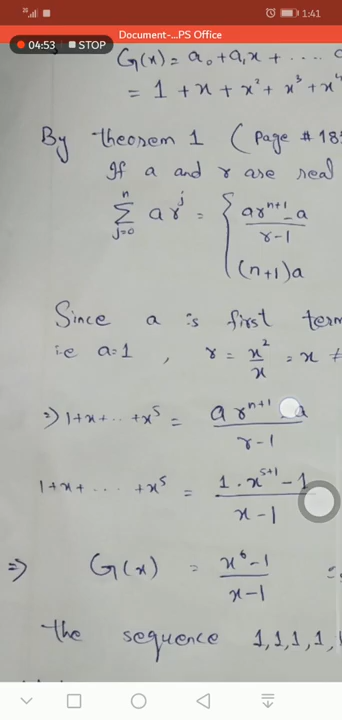 1:41
04:53 STOP
Document-...PS Office
G(x) = a₀ + a₁x + ....
= 1 + x + x² + x³ + x⁴
By theorem 1 ( Page # 18
If a and r are real
n
∑ arʲ = { arⁿ⁺¹ - a / r - 1
j=0
(n+1)a
Since a is first term
i.e a=1 , r = x²/x = x ≠
=> 1+x+..+x⁵ = arⁿ⁺¹ a / r-1
1+x+....+x⁵ = 1.x⁵⁺¹ - 1 / x - 1
=> G(x) = x⁶ - 1 / x - 1
the sequence 1,1,1,1,